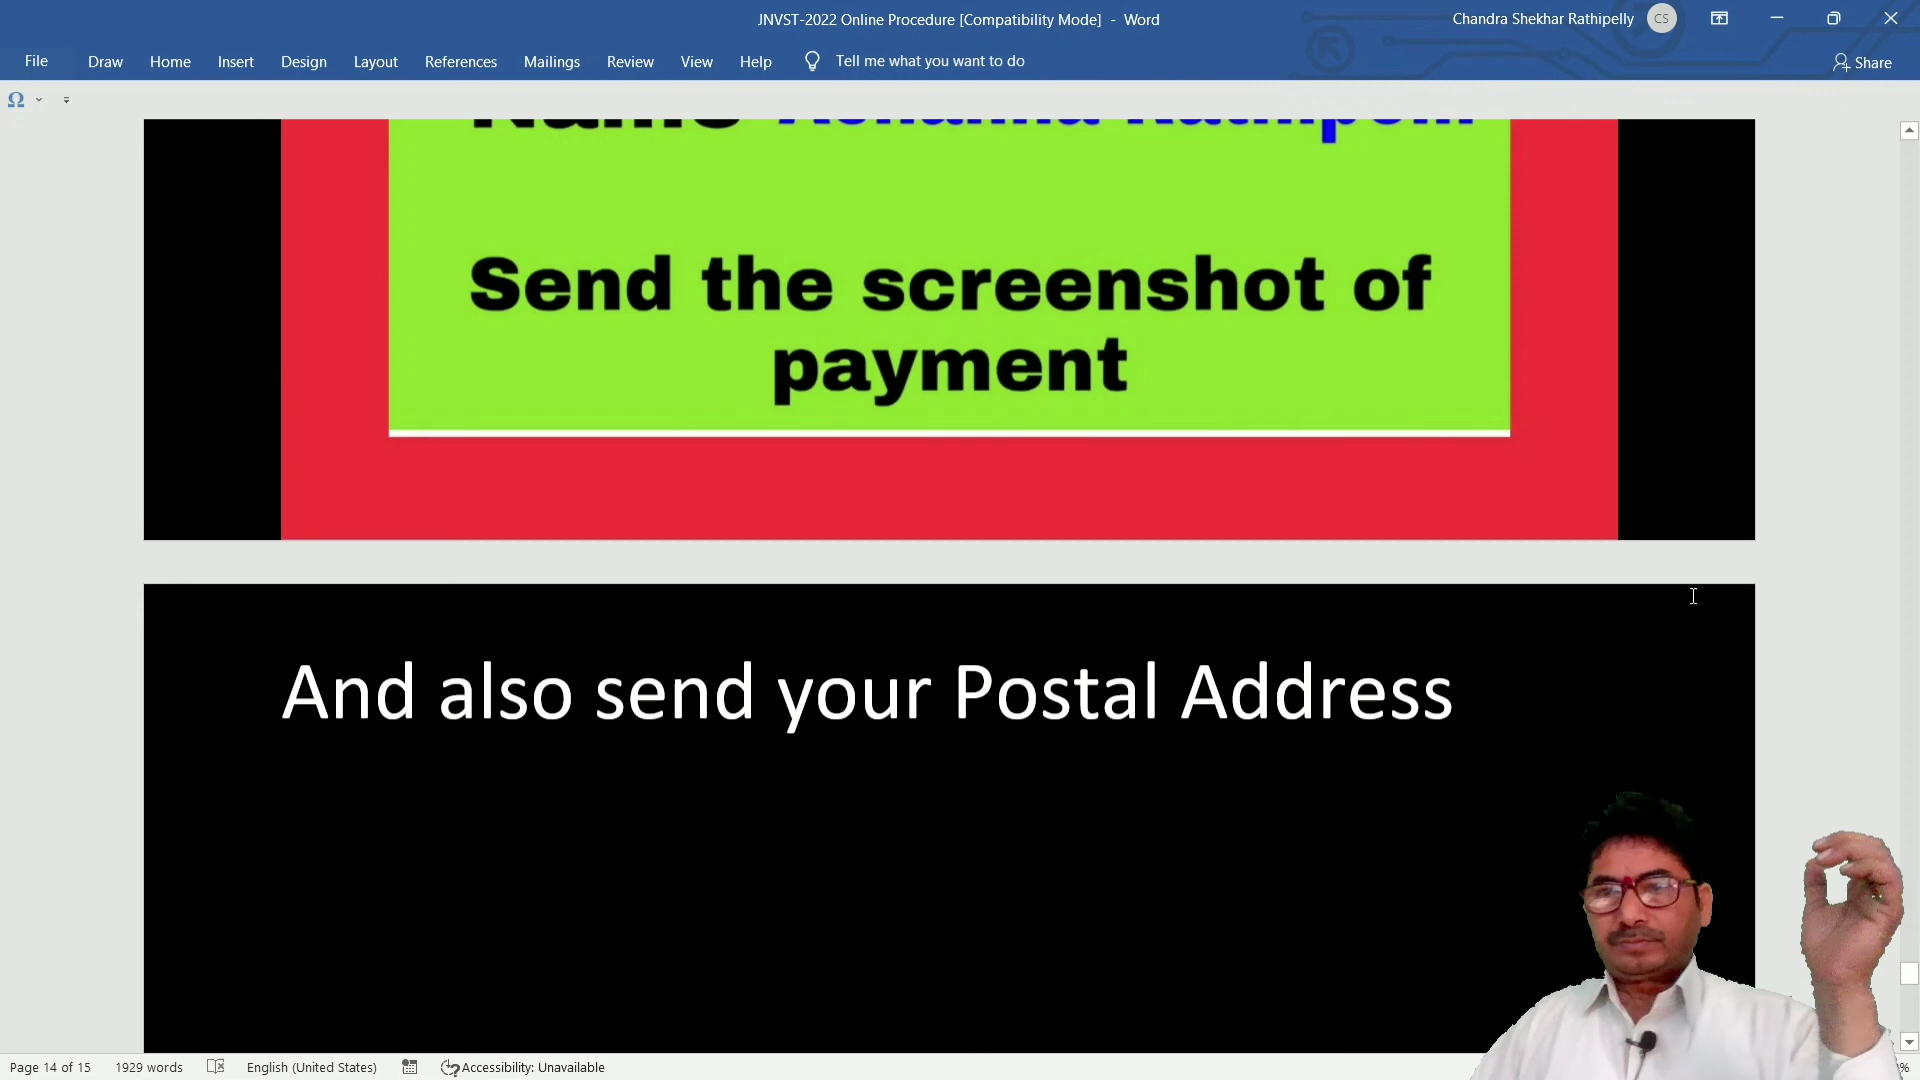 JNVST-2022 Online Procedure [Compatibility Mode] - Word
Chandra Shekhar Rathipelly CS
File Draw Home Insert Design Layout References Mailings Review View Help Tell me what you want to do
Share
Name
Send the screenshot of
payment
And also send your Postal Address
Page 14 of 15 1929 words English (United States) Accessibility: Unavailable